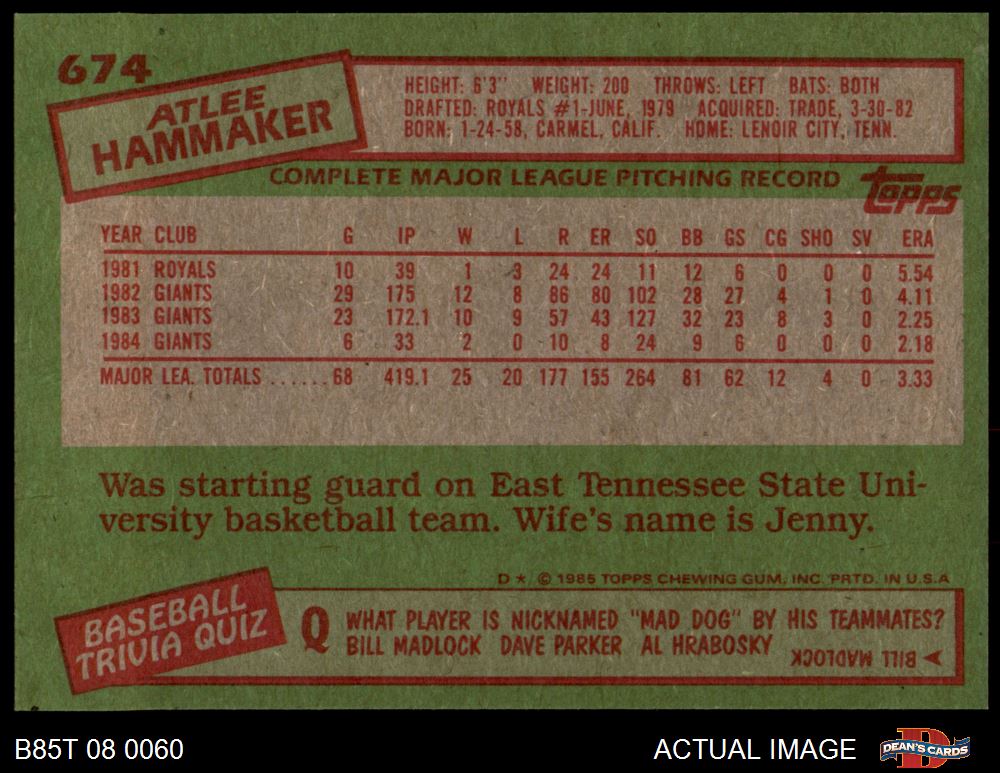 674
ATLEE
HAMMAKER
HEIGHT: 6'3" WEIGHT: 200 THROWS: LEFT BATS: BOTH
DRAFTED: ROYALS #1-JUNE, 1979 ACQUIRED: TRADE, 3-30-82
BORN: 1-24-58, CARMEL, CALIF. HOME: LENOIR CITY, TENN.
COMPLETE MAJOR LEAGUE PITCHING RECORD
topps
YEAR CLUB G IP W L R ER SO BB GS CG SHO SV ERA
1981 ROYALS 10 39 1 3 24 24 11 12 6 0 0 0 5.54
1982 GIANTS 29 175 12 8 86 80 102 28 27 4 1 0 4.11
1983 GIANTS 23 172.1 10 9 57 43 127 32 23 8 3 0 2.25
1984 GIANTS 6 33 2 0 10 8 24 9 6 0 0 0 2.18
MAJOR LEA. TOTALS ...... 68 419.1 25 20 177 155 264 81 62 12 4 0 3.33
Was starting guard on East Tennessee State Uni-
versity basketball team. Wife's name is Jenny.
D * © 1985 TOPPS CHEWING GUM, INC. PRTD. IN U.S.A
BASEBALL
TRIVIA QUIZ
Q WHAT PLAYER IS NICKNAMED "MAD DOG" BY HIS TEAMMATES?
BILL MADLOCK DAVE PARKER AL HRABOSKY
BILL MADLOCK
B85T 08 0060 ACTUAL IMAGE
DEAN'S CARDS